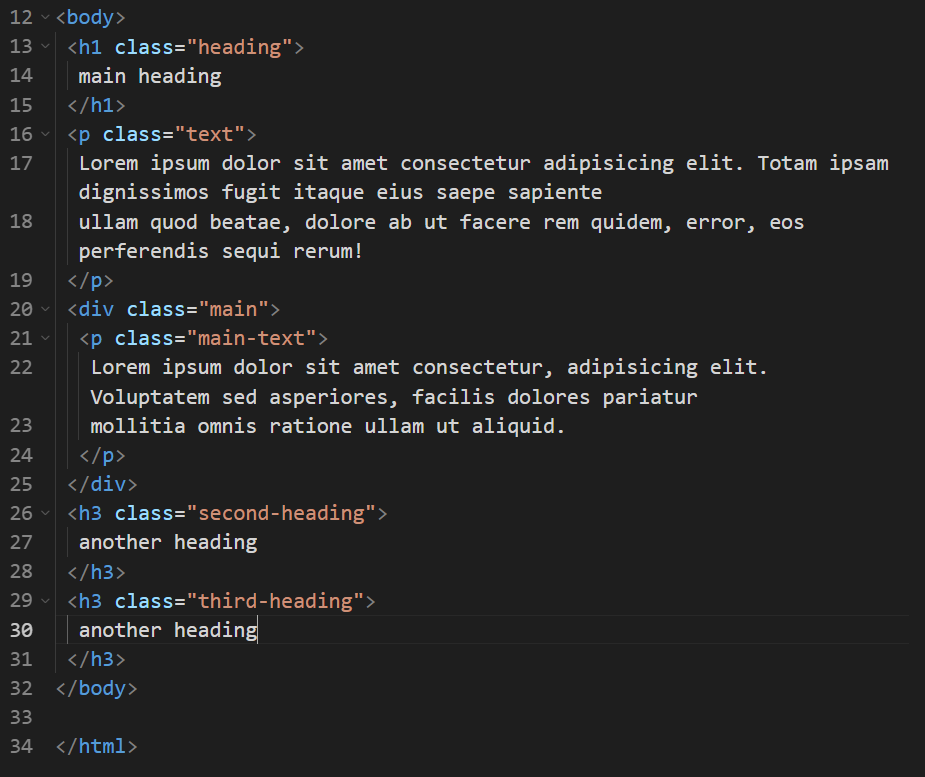 12 <body>
13 <h1 class="heading">
14 main heading
15 </h1>
16 <p class="text">
17 Lorem ipsum dolor sit amet consectetur adipisicing elit. Totam ipsam
dignissimos fugit itaque eius saepe sapiente
18 ullam quod beatae, dolore ab ut facere rem quidem, error, eos
perferendis sequi rerum!
19 </p>
20 <div class="main">
21 <p class="main-text">
22 Lorem ipsum dolor sit amet consectetur, adipisicing elit.
Voluptatem sed asperiores, facilis dolores pariatur
23 mollitia omnis ratione ullam ut aliquid.
24 </p>
25 </div>
26 <h3 class="second-heading">
27 another heading
28 </h3>
29 <h3 class="third-heading">
30 another heading
31 </h3>
32 </body>
33
34 </html>